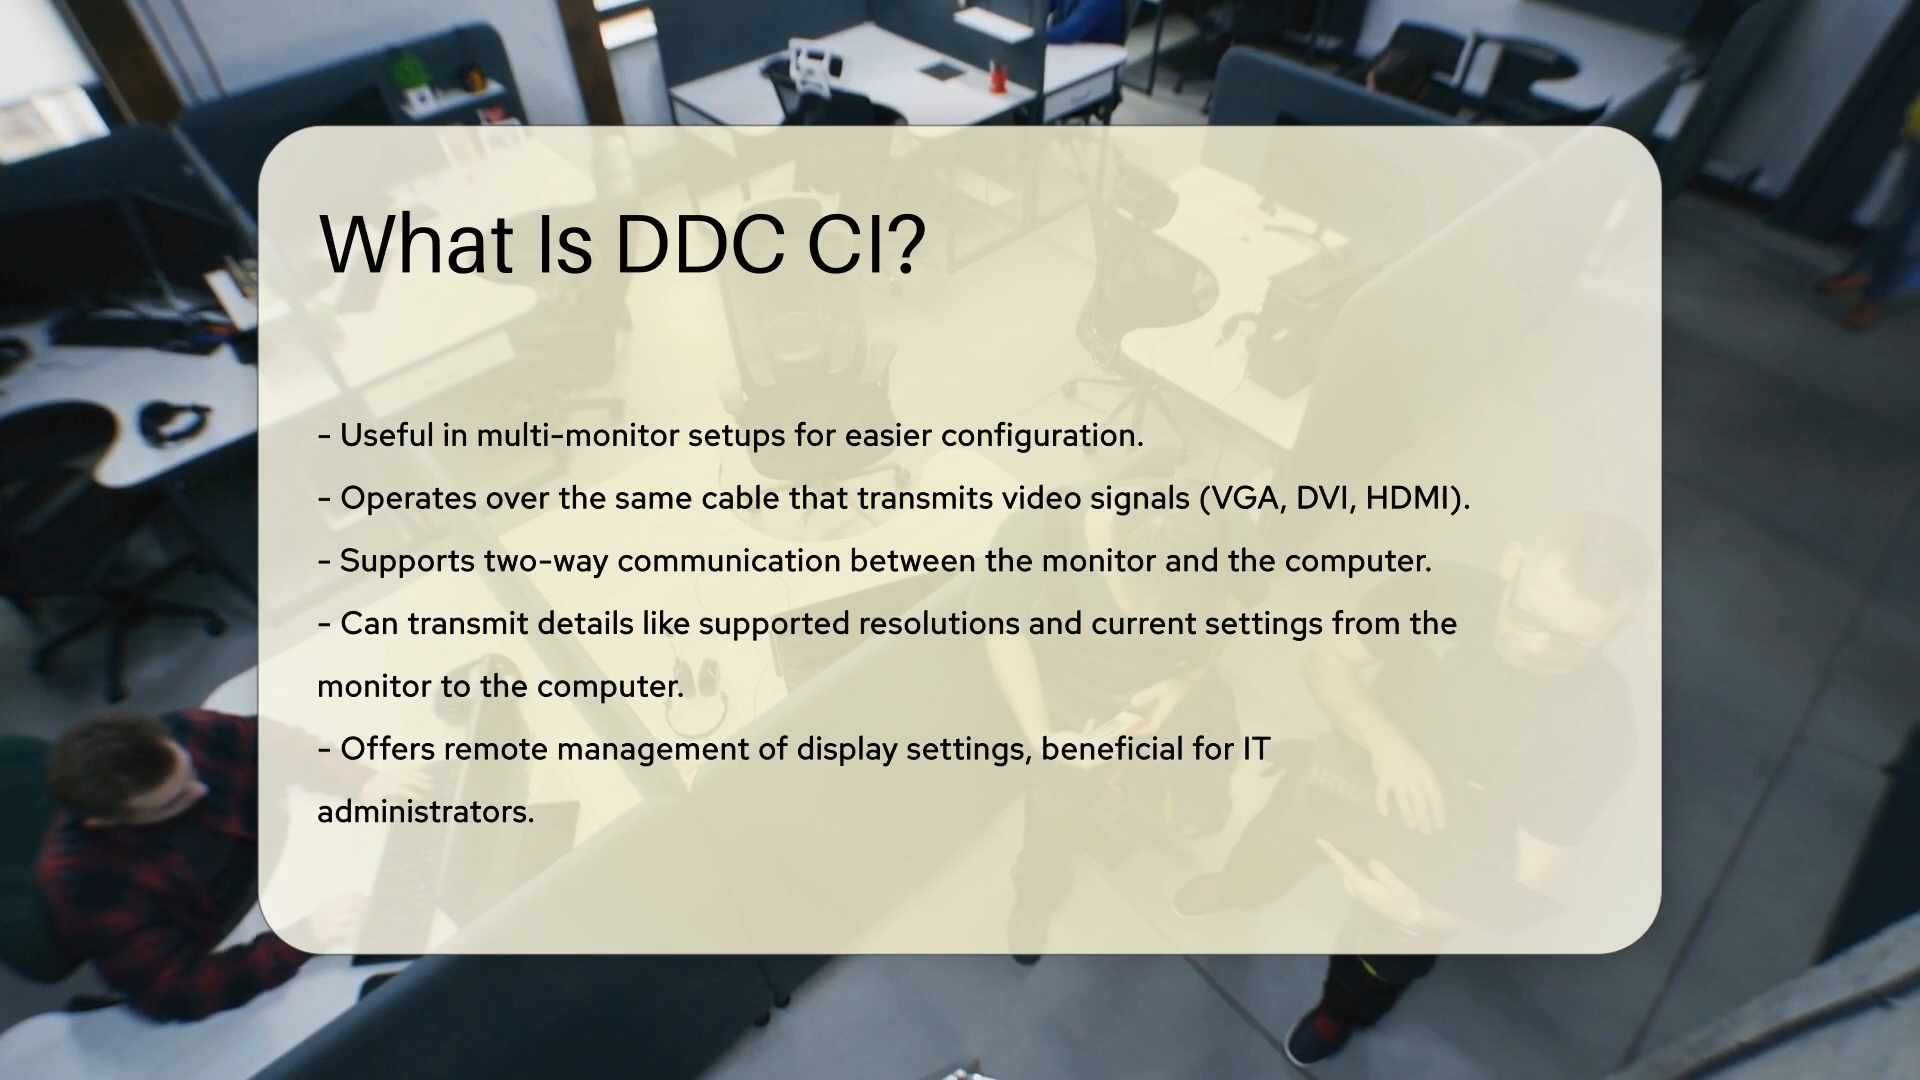 What Is DDC CI?
- Useful in multi-monitor setups for easier configuration.
- Operates over the same cable that transmits video signals (VGA, DVI, HDMI).
- Supports two-way communication between the monitor and the computer.
- Can transmit details like supported resolutions and current settings from the
monitor to the computer.
- Offers remote management of display settings, beneficial for IT
administrators.